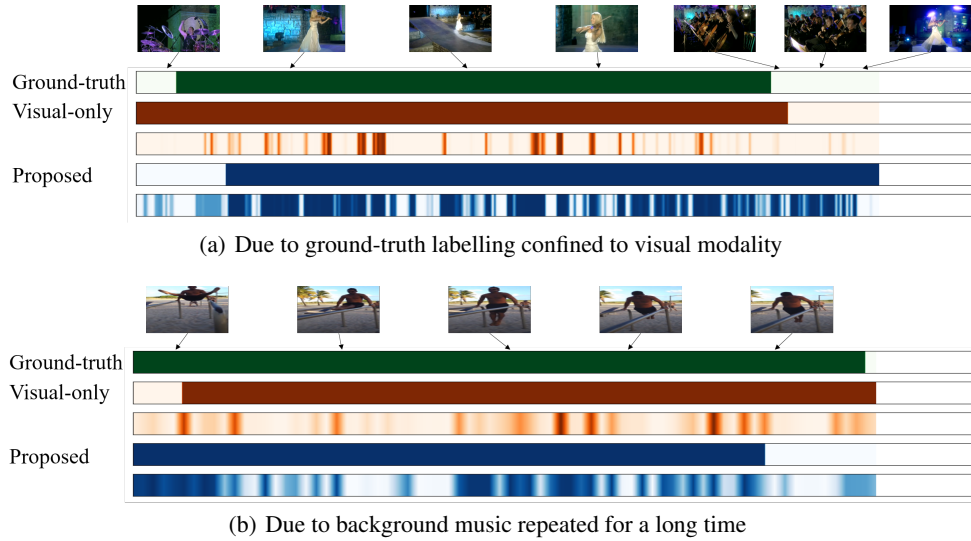 Ground-truth
Visual-only
Proposed
(a) Due to ground-truth labelling confined to visual modality
Ground-truth
Visual-only
Proposed
(b) Due to background music repeated for a long time